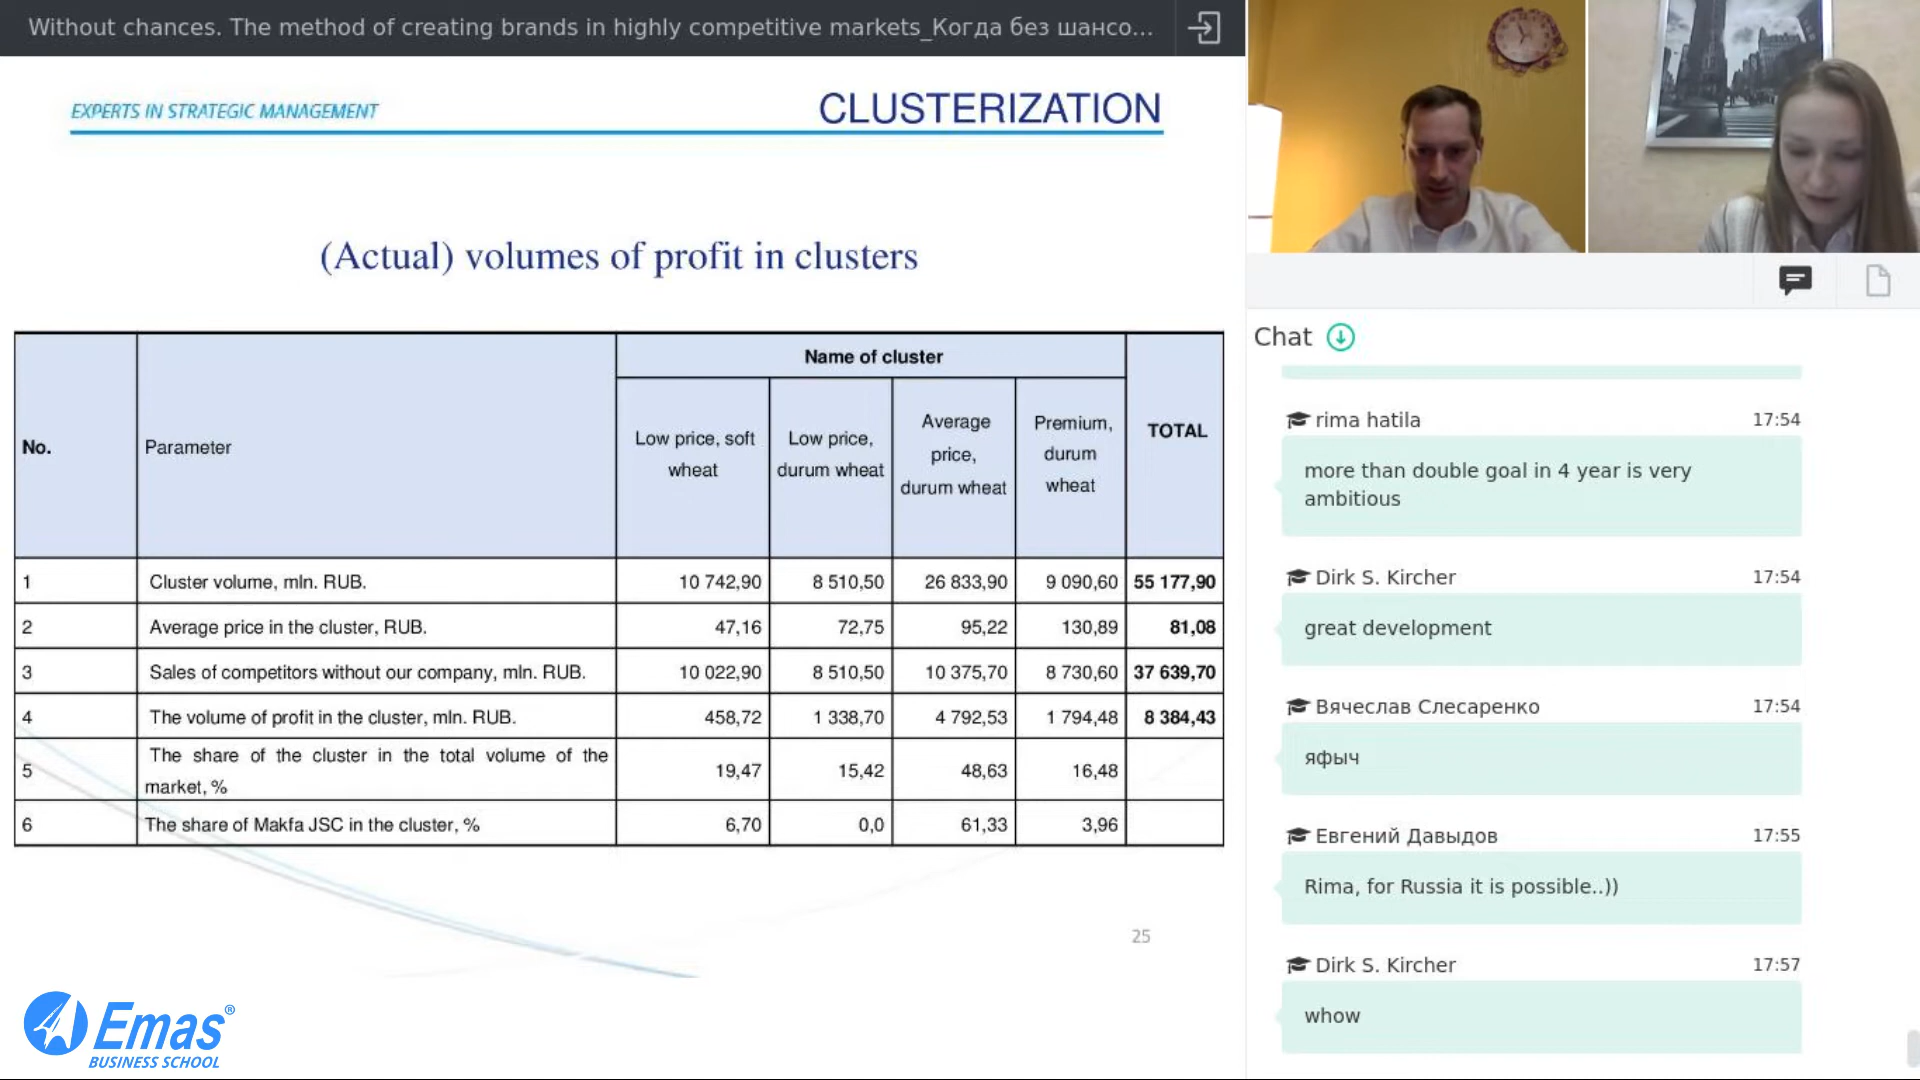 Without chances. The method of creating brands in highly competitive markets_Когда без шансо...
EXPERTS IN STRATEGIC MANAGEMENT
CLUSTERIZATION
(Actual) volumes of profit in clusters
No.
Parameter
Name of cluster
TOTAL
Low price, soft
wheat
Low price,
durum wheat
Average
price,
durum wheat
Premium,
durum
wheat
1 Cluster volume, mln. RUB. 10 742,90 8 510,50 26 833,90 9 090,60 55 177,90
2 Average price in the cluster, RUB. 47,16 72,75 95,22 130,89 81,08
3 Sales of competitors without our company, mln. RUB. 10 022,90 8 510,50 10 375,70 8 730,60 37 639,70
4 The volume of profit in the cluster, mln. RUB. 458,72 1 338,70 4 792,53 1 794,48 8 384,43
5 The share of the cluster in the total volume of the
market, % 19,47 15,42 48,63 16,48
6 The share of Makfa JSC in the cluster, % 6,70 0,0 61,33 3,96
25
Emas®
BUSINESS SCHOOL
Chat
rima hatila 17:54
more than double goal in 4 year is very
ambitious
Dirk S. Kircher 17:54
great development
Вячеслав Слесаренко 17:54
яфыч
Евгений Давыдов 17:55
Rima, for Russia it is possible..))
Dirk S. Kircher 17:57
whow